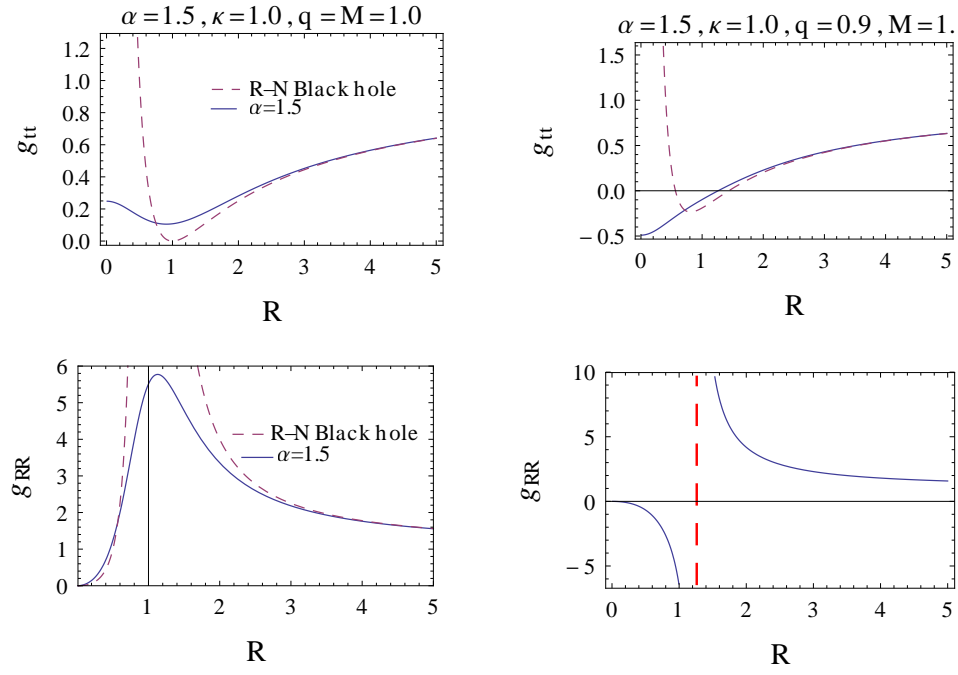 α=1.5 , κ=1.0 , q = M=1.0
1.2
1.0
0.8
0.6
0.4
0.2
0.0
g_tt
R–N Black hole
α=1.5
0 1 2 3 4 5
R
α=1.5 , κ=1.0 , q = 0.9 , M=1.
1.5
1.0
0.5
0.0
−0.5
g_tt
0 1 2 3 4 5
R
6
5
4
3
2
1
0
g_RR
R–N Black hole
α=1.5
1 2 3 4 5
R
10
5
0
−5
g_RR
0 1 2 3 4 5
R